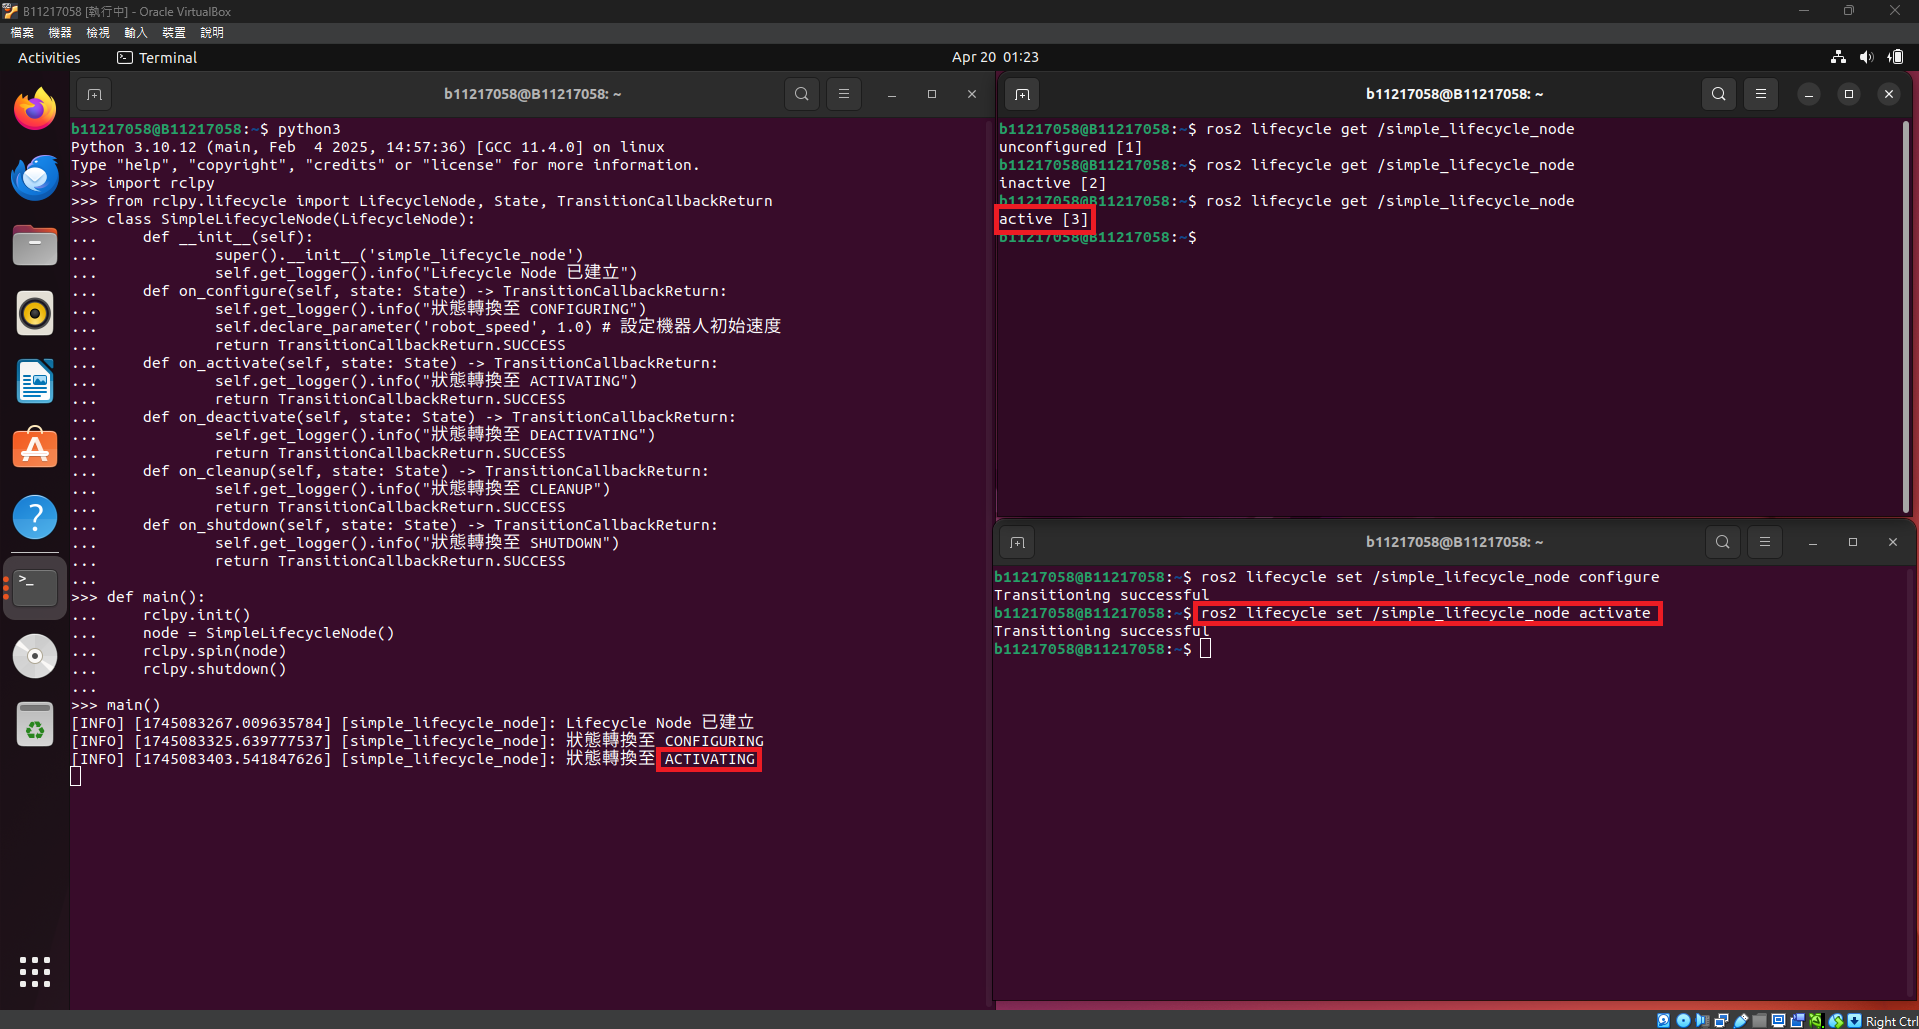 B11217058 [執行中] - Oracle VirtualBox
檔案 機器 檢視 輸入 裝置 說明
Activities Terminal Apr 20 01:23
b11217058@B11217058: ~
b11217058@B11217058:~$ python3
Python 3.10.12 (main, Feb  4 2025, 14:57:36) [GCC 11.4.0] on linux
Type "help", "copyright", "credits" or "license" for more information.
>>> import rclpy
>>> from rclpy.lifecycle import LifecycleNode, State, TransitionCallbackReturn
>>> class SimpleLifecycleNode(LifecycleNode):
...     def __init__(self):
...             super().__init__('simple_lifecycle_node')
...             self.get_logger().info("Lifecycle Node 已建立")
...     def on_configure(self, state: State) -> TransitionCallbackReturn:
...             self.get_logger().info("狀態轉換至 CONFIGURING")
...             self.declare_parameter('robot_speed', 1.0) # 設定機器人初始速度
...             return TransitionCallbackReturn.SUCCESS
...     def on_activate(self, state: State) -> TransitionCallbackReturn:
...             self.get_logger().info("狀態轉換至 ACTIVATING")
...             return TransitionCallbackReturn.SUCCESS
...     def on_deactivate(self, state: State) -> TransitionCallbackReturn:
...             self.get_logger().info("狀態轉換至 DEACTIVATING")
...             return TransitionCallbackReturn.SUCCESS
...     def on_cleanup(self, state: State) -> TransitionCallbackReturn:
...             self.get_logger().info("狀態轉換至 CLEANUP")
...             return TransitionCallbackReturn.SUCCESS
...     def on_shutdown(self, state: State) -> TransitionCallbackReturn:
...             self.get_logger().info("狀態轉換至 SHUTDOWN")
...             return TransitionCallbackReturn.SUCCESS
...
>>> def main():
...     rclpy.init()
...     node = SimpleLifecycleNode()
...     rclpy.spin(node)
...     rclpy.shutdown()
...
>>> main()
[INFO] [1745083267.009635784] [simple_lifecycle_node]: Lifecycle Node 已建立
[INFO] [1745083325.639777537] [simple_lifecycle_node]: 狀態轉換至 CONFIGURING
[INFO] [1745083403.541847626] [simple_lifecycle_node]: 狀態轉換至 ACTIVATING
b11217058@B11217058: ~
b11217058@B11217058:~$ ros2 lifecycle get /simple_lifecycle_node
unconfigured [1]
b11217058@B11217058:~$ ros2 lifecycle get /simple_lifecycle_node
inactive [2]
b11217058@B11217058:~$ ros2 lifecycle get /simple_lifecycle_node
active [3]
b11217058@B11217058:~$
b11217058@B11217058: ~
b11217058@B11217058:~$ ros2 lifecycle set /simple_lifecycle_node configure
Transitioning successful
b11217058@B11217058:~$ ros2 lifecycle set /simple_lifecycle_node activate
Transitioning successful
b11217058@B11217058:~$
Right Ctrl